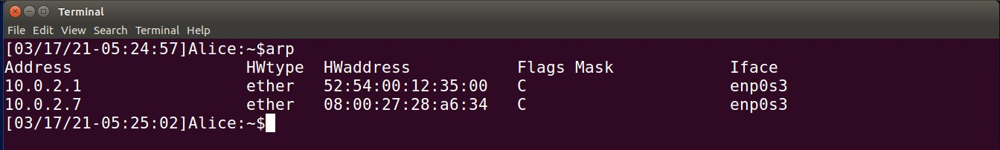 Terminal
File Edit View Search Terminal Help
[03/17/21-05:24:57]Alice:~$arp
Address HWtype HWaddress Flags Mask Iface
10.0.2.1 ether 52:54:00:12:35:00 C enp0s3
10.0.2.7 ether 08:00:27:28:a6:34 C enp0s3
[03/17/21-05:25:02]Alice:~$